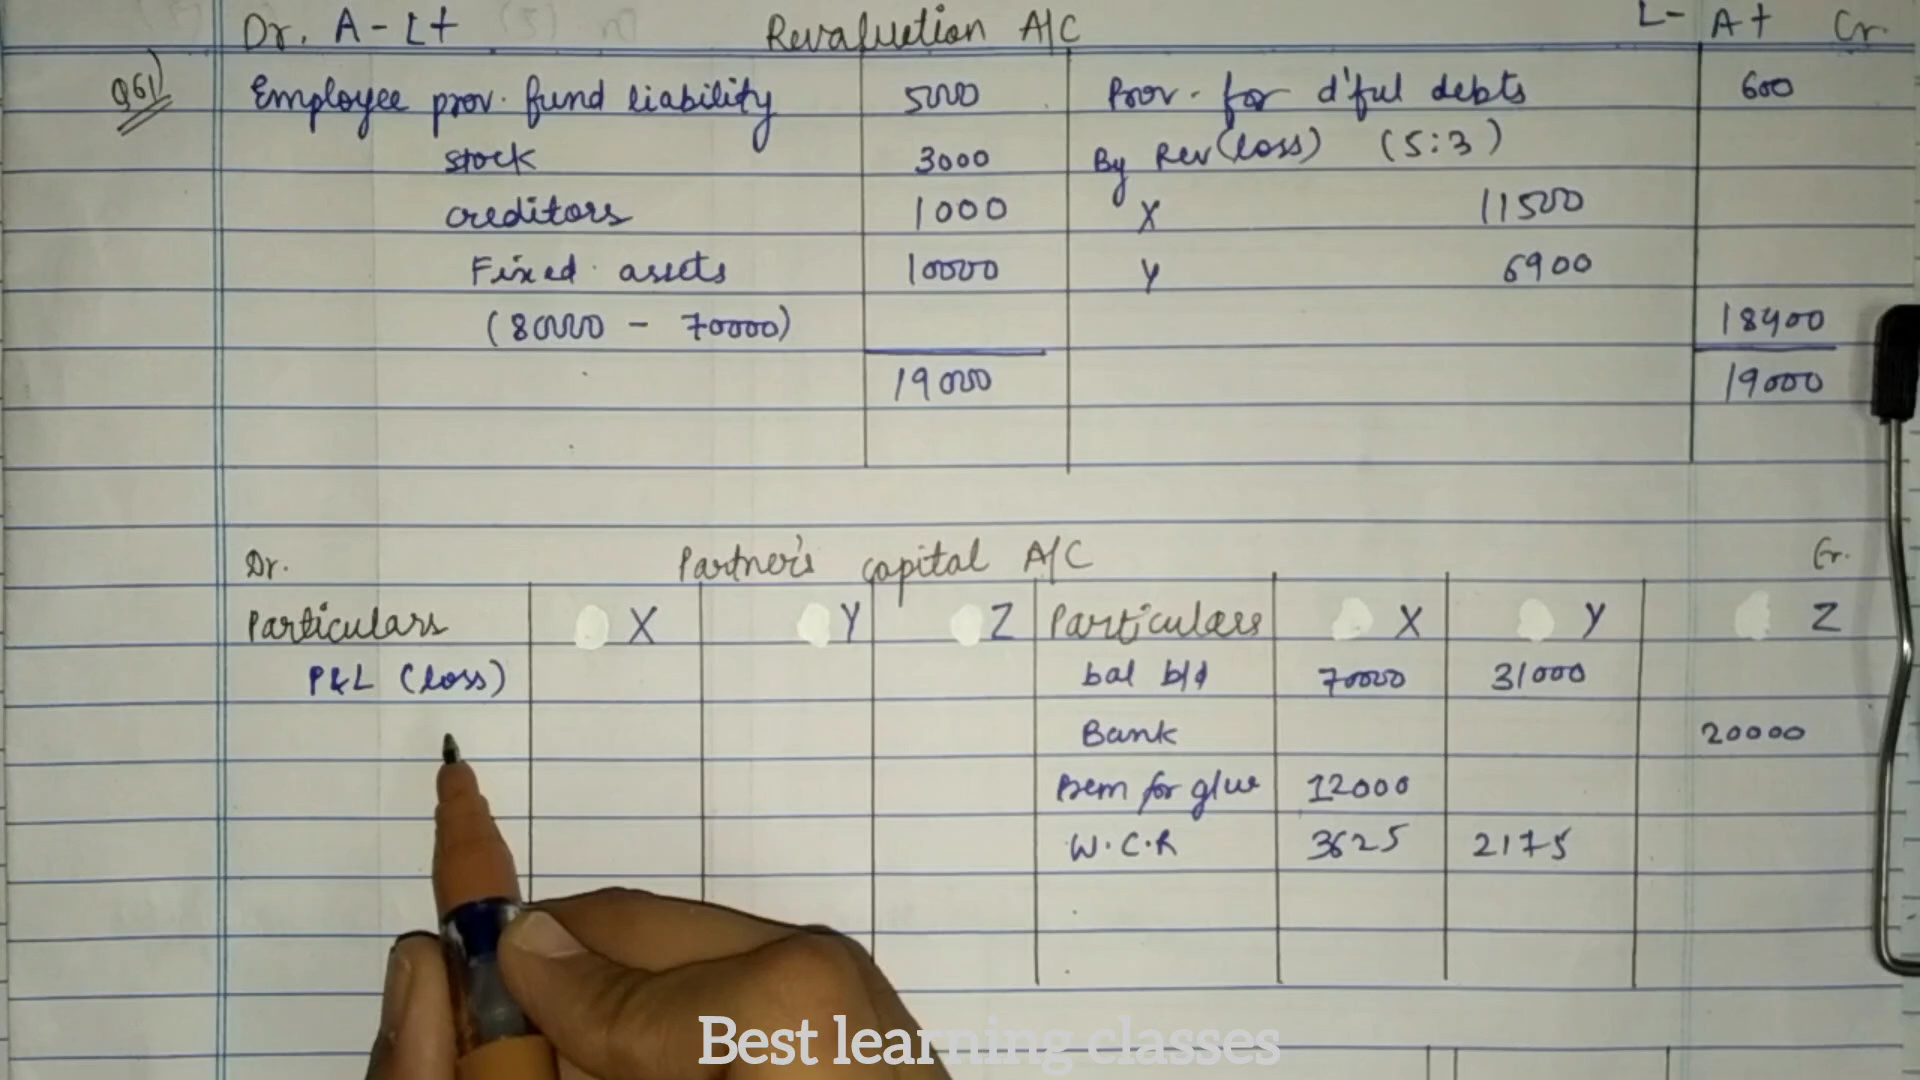 Dr. A- L+ Revaluation A/C L- A+ Cr.
Q61) Employee prov. fund liability 5000 Prov. for d'ful debts 600
stock 3000 By Rev (loss) (5:3)
creditors 1000 X 11500
Fixed assets 10000 Y 6900
(80000 - 70000) 18400
19000 19000
Dr. Partner's capital A/C Cr.
Particulars X Y Z Particulars X Y Z
P&L (loss) bal b/d 70000 31000
Bank 20000
Prem for g/w 12000
W.C.R 3625 2175
Best learning classes